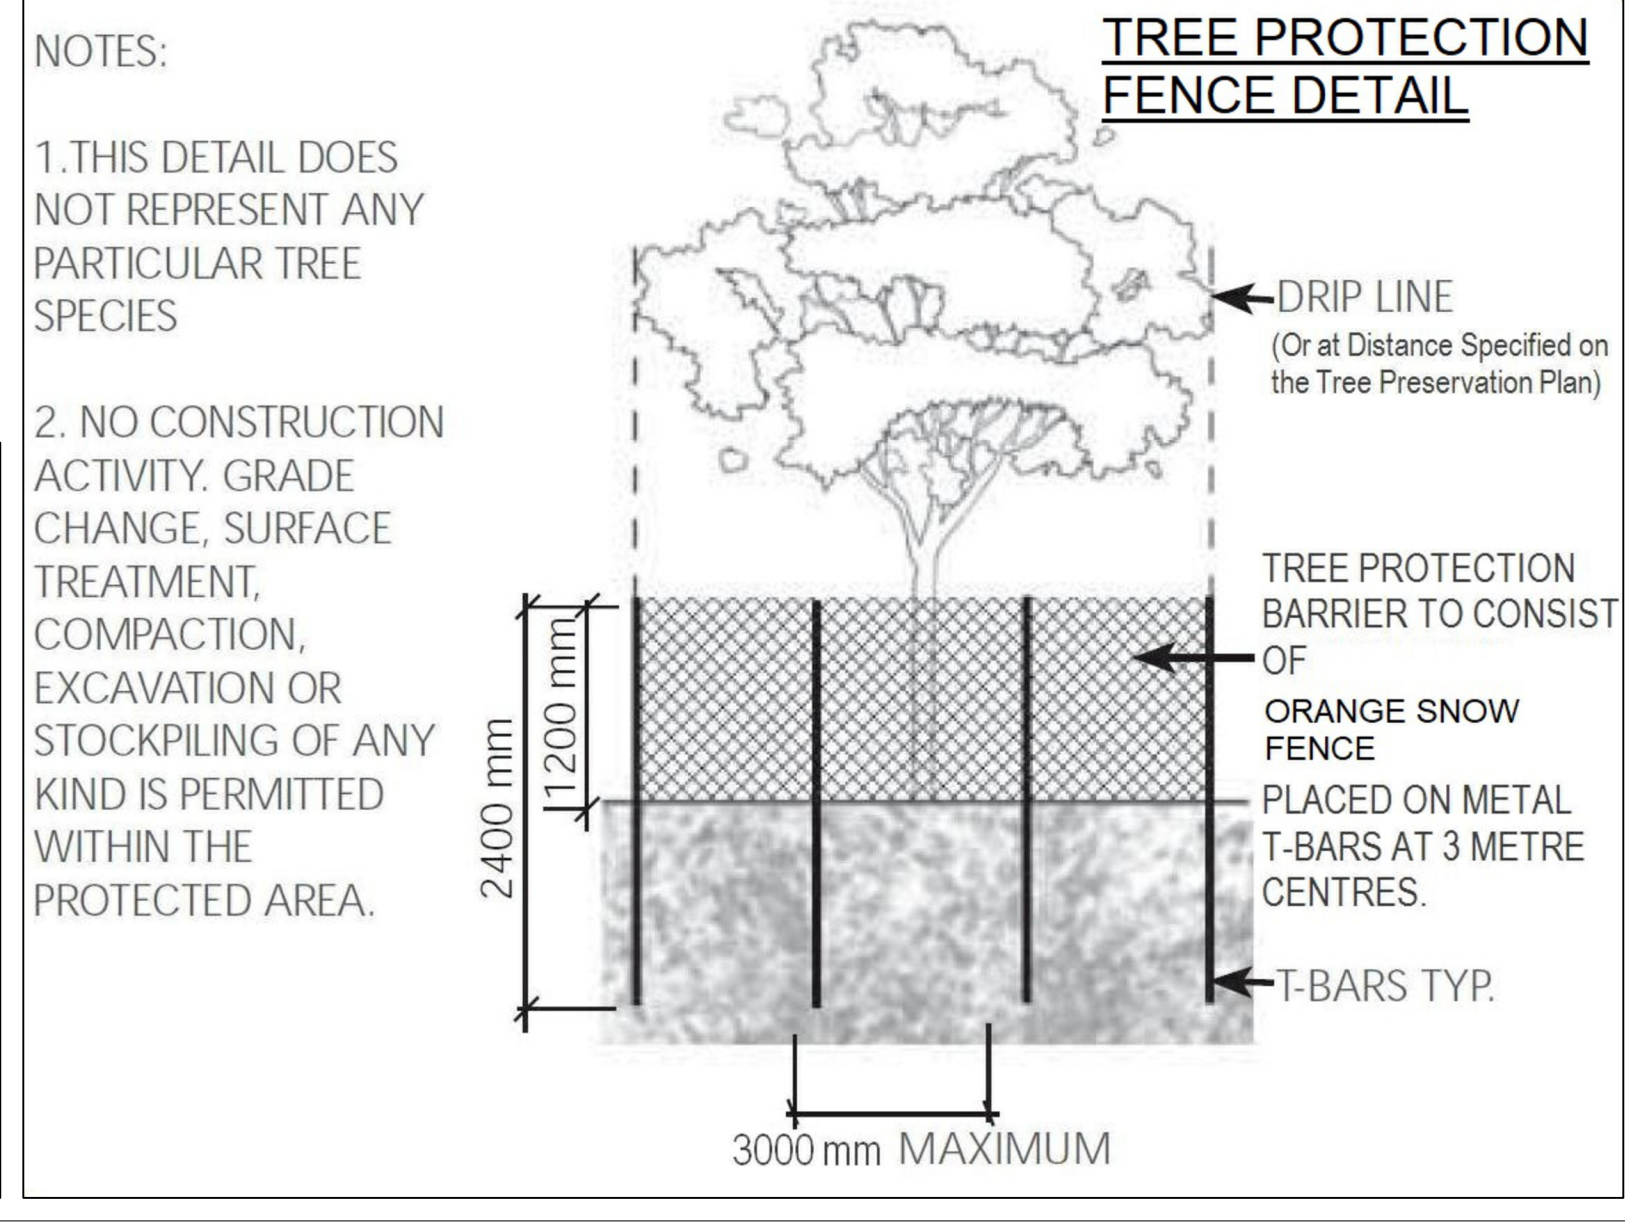 TREE PROTECTION
FENCE DETAIL
NOTES:
1.THIS DETAIL DOES
NOT REPRESENT ANY
PARTICULAR TREE
SPECIES
2. NO CONSTRUCTION
ACTIVITY. GRADE
CHANGE, SURFACE
TREATMENT,
COMPACTION,
EXCAVATION OR
STOCKPILING OF ANY
KIND IS PERMITTED
WITHIN THE
PROTECTED AREA.
DRIP LINE
(Or at Distance Specified on
the Tree Preservation Plan)
TREE PROTECTION
BARRIER TO CONSIST
OF
ORANGE SNOW
FENCE
PLACED ON METAL
T-BARS AT 3 METRE
CENTRES.
T-BARS TYP.
2400 mm
1200 mm
3000 mm MAXIMUM